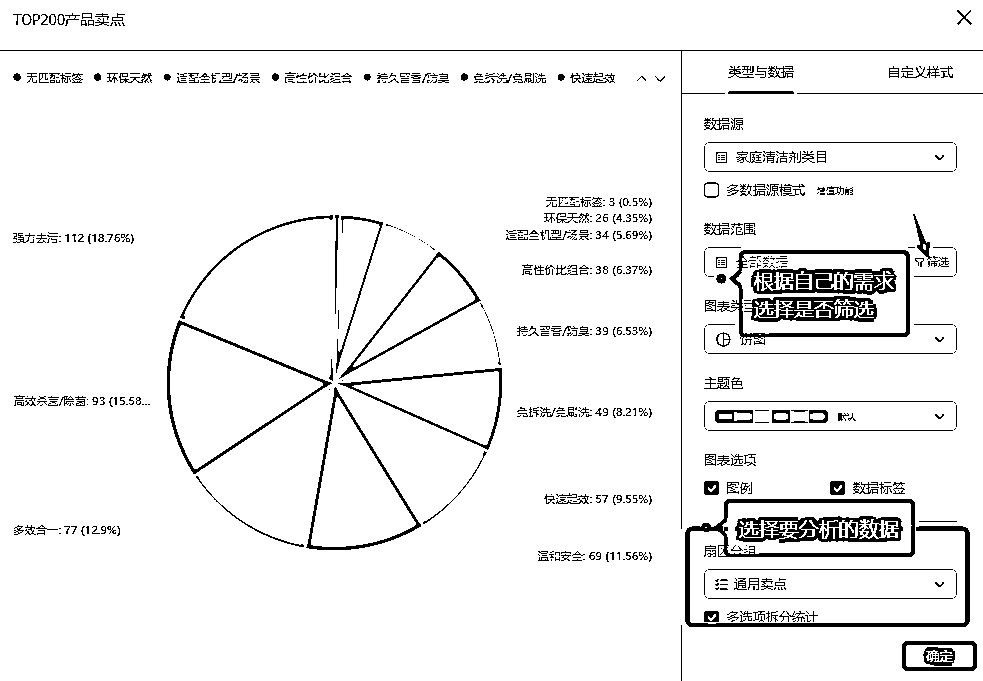 TOP200产品卖点
无匹配标签 环保天然 适配全机型/场景 高性价比组合 持久留香/防臭 免拆洗/免刷洗 快速起效
无匹配标签: 3 (0.5%)
环保天然: 26 (4.35%)
适配全机型/场景: 34 (5.69%)
高性价比组合: 38 (6.37%)
持久留香/防臭: 39 (6.53%)
免拆洗/免刷洗: 49 (8.21%)
快速起效: 57 (9.55%)
温和安全: 69 (11.56%)
多效合一: 77 (12.9%)
高效杀菌/除菌: 93 (15.58...
强力去污: 112 (18.76%)
类型与数据 自定义样式
数据源
家庭清洁剂类目
多数据源模式 增值功能
数据范围
全部数据 筛选
根据自己的需求
选择是否筛选
图表类型
饼图
主题色
默认
图表选项
图例 数据标签
选择要分析的数据
扇区分组
通用卖点
多选项拆分统计
确定